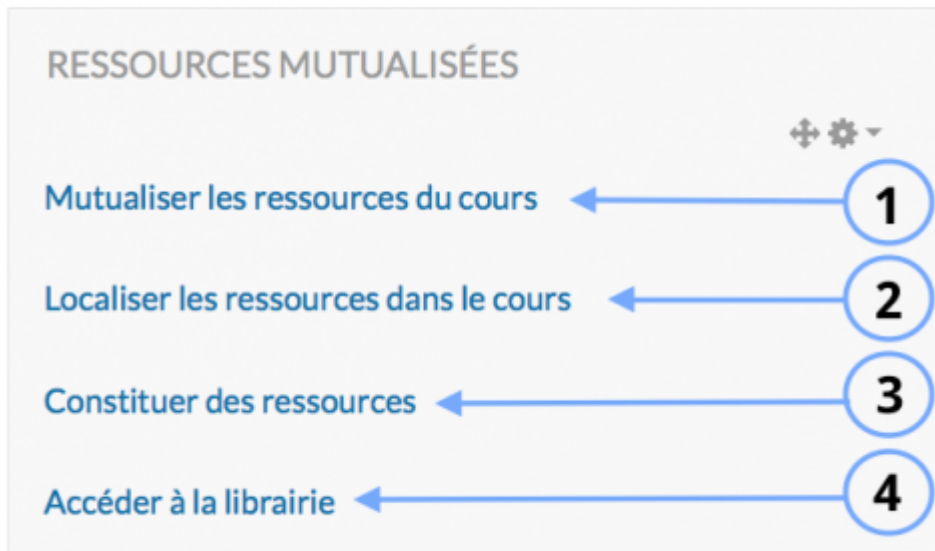 RESSOURCES MUTUALISÉES
Mutualiser les ressources du cours 1
Localiser les ressources dans le cours 2
Constituer des ressources 3
Accéder à la librairie 4